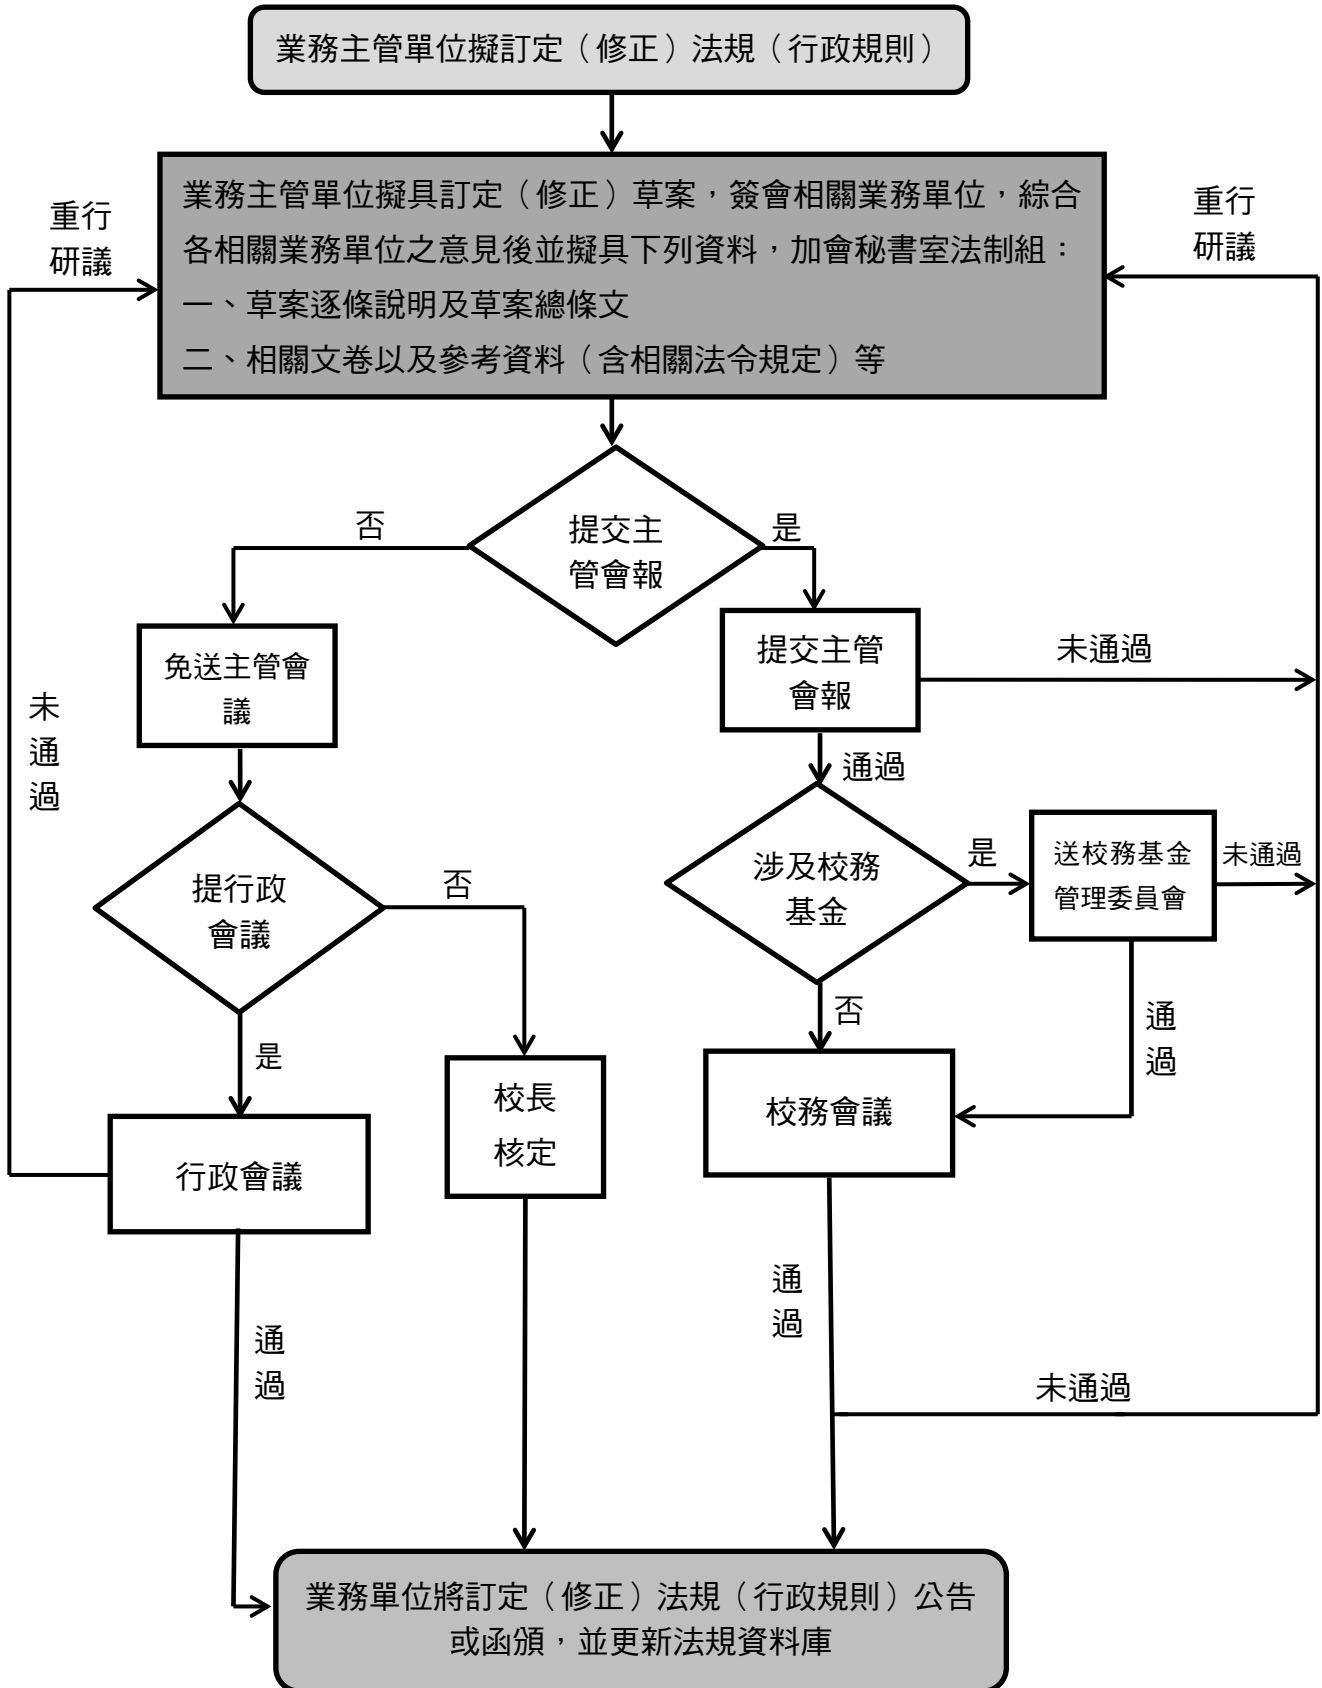 業務主管單位擬訂定（修正）法規（行政規則）
業務主管單位擬具訂定（修正）草案，簽會相關業務單位，綜合
各相關業務單位之意見後並擬具下列資料，加會秘書室法制組：
一、草案逐條說明及草案總條文
二、相關文卷以及參考資料（含相關法令規定）等
重行
研議
重行
研議
提交主
管會報
否
是
免送主管會
議
提交主管
會報
未通過
未
通
過
通過
提行政
會議
否
是
涉及校務
基金
是
送校務基金
管理委員會
未通過
否
通
過
行政會議
校長
核定
校務會議
通
過
通
過
未通過
業務單位將訂定（修正）法規（行政規則）公告
或函頒，並更新法規資料庫